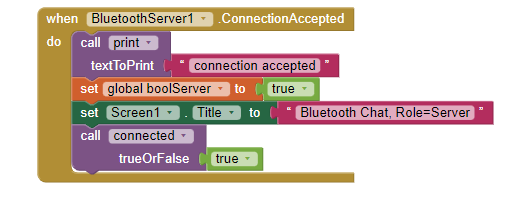 when BluetoothServer1 .ConnectionAccepted
do call print
textToPrint " connection accepted "
set global boolServer to true
set Screen1 . Title to " Bluetooth Chat, Role=Server "
call connected
trueOrFalse true